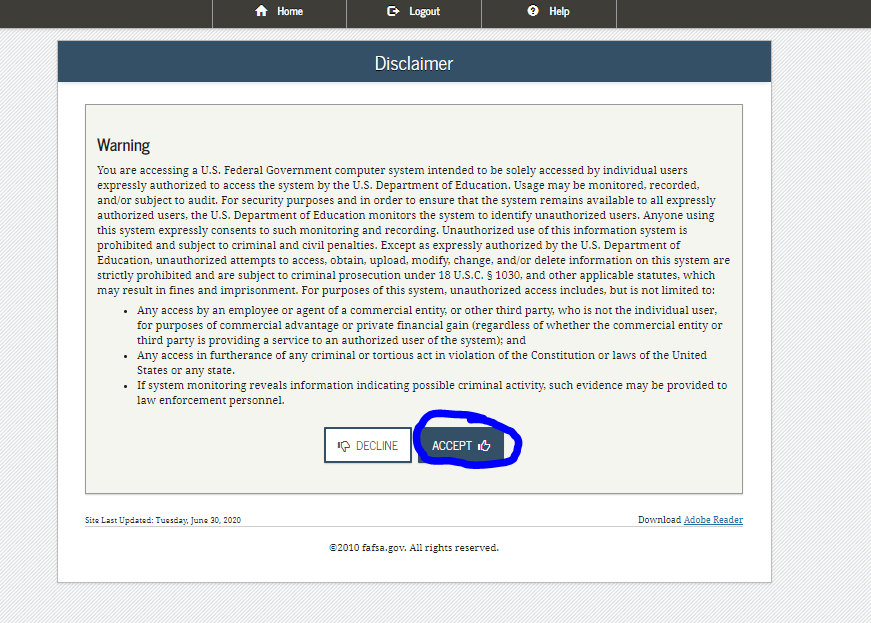 Home Logout Help
Disclaimer
Warning
You are accessing a U.S. Federal Government computer system intended to be solely accessed by individual users
expressly authorized to access the system by the U.S. Department of Education. Usage may be monitored, recorded,
and/or subject to audit. For security purposes and in order to ensure that the system remains available to all expressly
authorized users, the U.S. Department of Education monitors the system to identify unauthorized users. Anyone using
this system expressly consents to such monitoring and recording. Unauthorized use of this information system is
prohibited and subject to criminal and civil penalties. Except as expressly authorized by the U.S. Department of
Education, unauthorized attempts to access, obtain, upload, modify, change, and/or delete information on this system are
strictly prohibited and are subject to criminal prosecution under 18 U.S.C. § 1030, and other applicable statutes, which
may result in fines and imprisonment. For purposes of this system, unauthorized access includes, but is not limited to:
• Any access by an employee or agent of a commercial entity, or other third party, who is not the individual user,
for purposes of commercial advantage or private financial gain (regardless of whether the commercial entity or
third party is providing a service to an authorized user of the system); and
• Any access in furtherance of any criminal or tortious act in violation of the Constitution or laws of the United
States or any state.
• If system monitoring reveals information indicating possible criminal activity, such evidence may be provided to
law enforcement personnel.
DECLINE ACCEPT
Site Last Updated: Tuesday, June 30, 2020 Download Adobe Reader
©2010 fafsa.gov. All rights reserved.